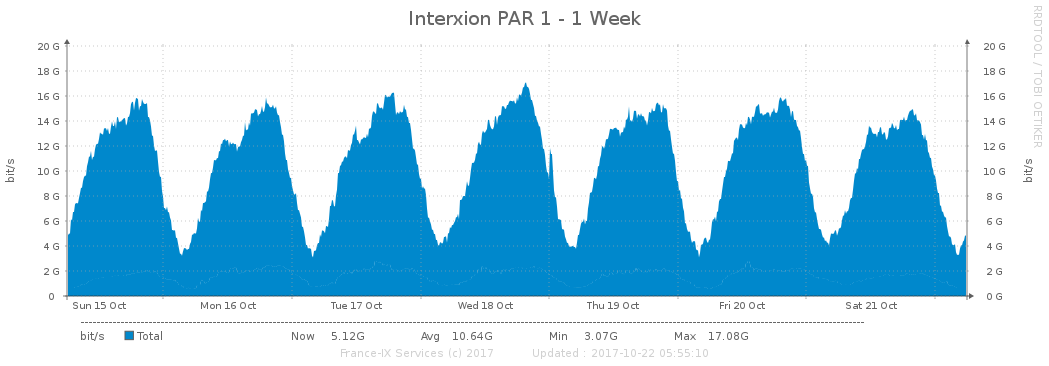 Interxion PAR 1 - 1 Week
RRDTOOL / TOBI OETIKER
20 G 20 G
18 G 18 G
16 G 16 G
14 G 14 G
12 G 12 G
10 G 10 G
8 G 8 G
6 G 6 G
4 G 4 G
2 G 2 G
0 0 G
bit/s
bit/s
Sun 15 Oct Mon 16 Oct Tue 17 Oct Wed 18 Oct Thu 19 Oct Fri 20 Oct Sat 21 Oct
bit/s Total Now 5.12G Avg 10.64G Min 3.07G Max 17.08G
France-IX Services (c) 2017 Updated : 2017-10-22 05:55:10